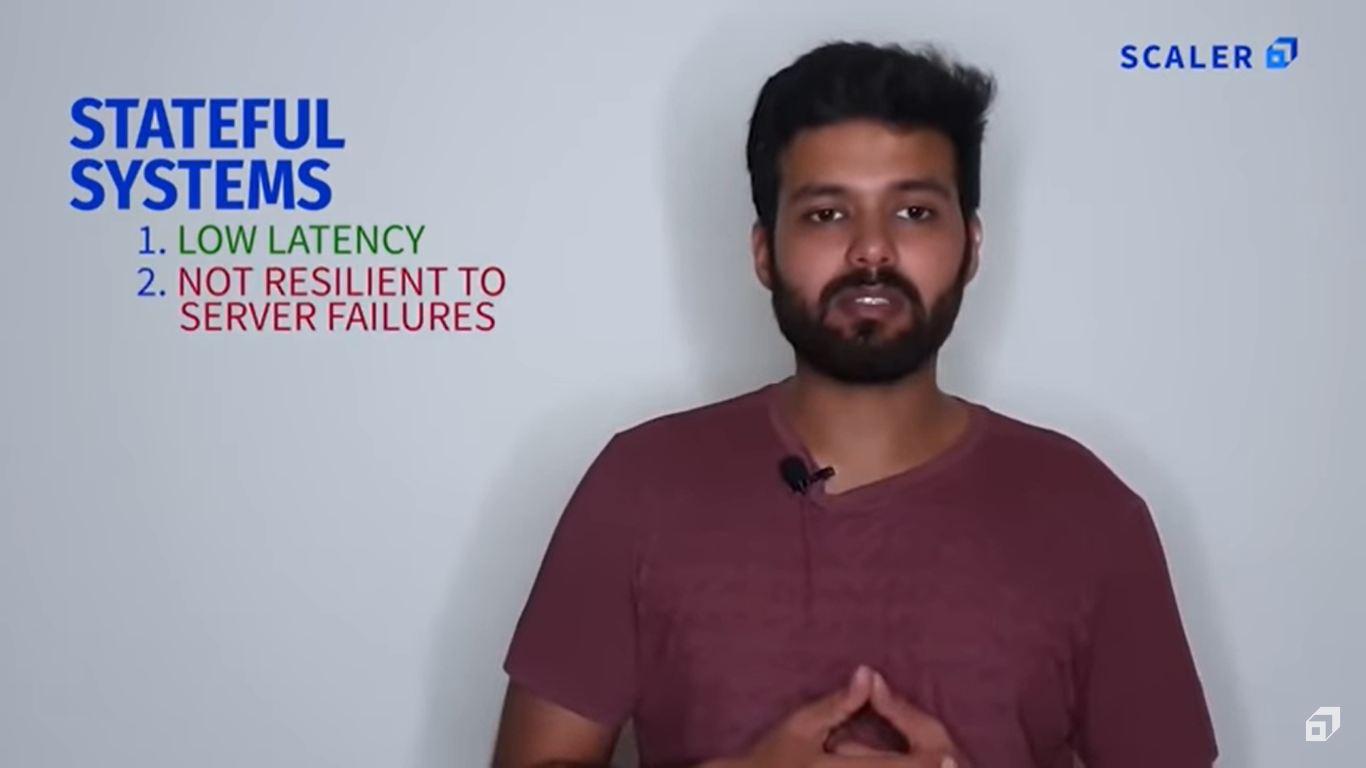 SCALER
STATEFUL
SYSTEMS
1. LOW LATENCY
2. NOT RESILIENT TO
SERVER FAILURES